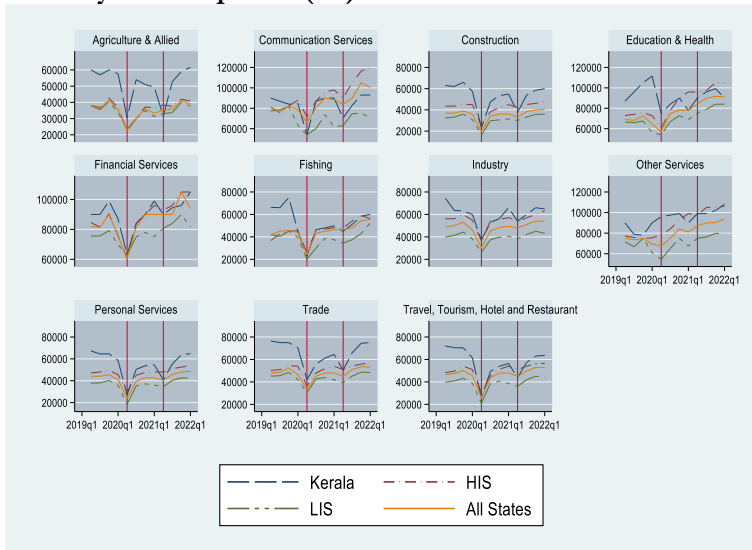 Agriculture & Allied
Communication Services
Construction
Education & Health
60000
50000
40000
30000
20000
120000
100000
80000
60000
80000
60000
40000
20000
120000
100000
80000
60000
Financial Services
Fishing
Industry
Other Services
100000
80000
60000
80000
60000
40000
20000
80000
60000
40000
20000
120000
100000
80000
60000
2019q1 2020q1 2021q1 2022q1
Personal Services
Trade
Travel, Tourism, Hotel and Restaurant
80000
60000
40000
20000
80000
60000
40000
20000
80000
60000
40000
20000
2019q1 2020q1 2021q1 2022q1
2019q1 2020q1 2021q1 2022q1
2019q1 2020q1 2021q1 2022q1
Kerala HIS
LIS All States